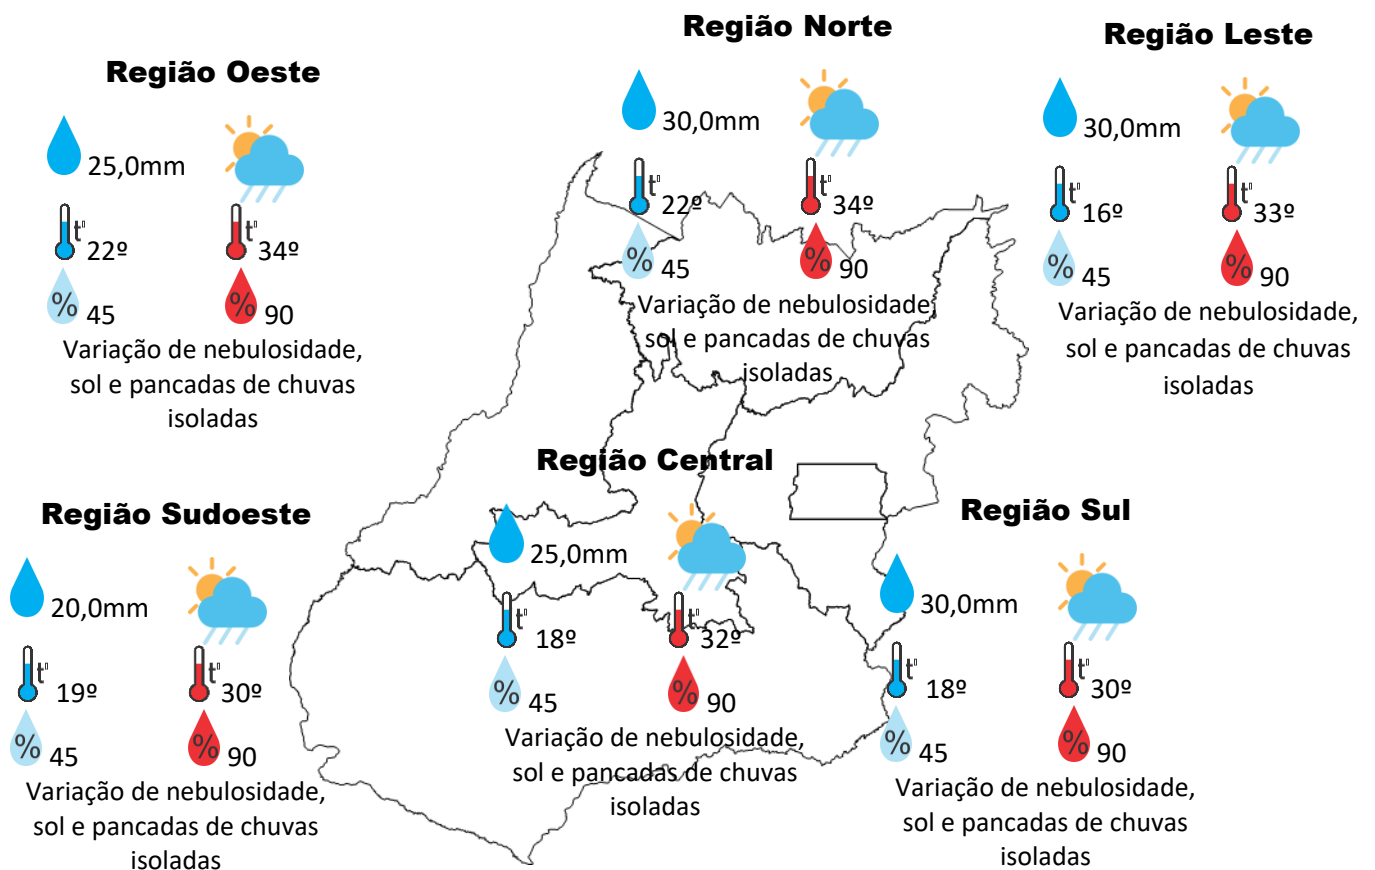 Região Norte
30,0mm
t°
22º
t°
34º
%
45
%
90
Variação de nebulosidade,
sol e pancadas de chuvas
isoladas
Região Leste
30,0mm
t°
16º
t°
33º
%
45
%
90
Variação de nebulosidade,
sol e pancadas de chuvas
isoladas
Região Oeste
25,0mm
t°
22º
t°
34º
%
45
%
90
Variação de nebulosidade,
sol e pancadas de chuvas
isoladas
Região Central
25,0mm
t°
18º
t°
32º
%
45
%
90
Variação de nebulosidade,
sol e pancadas de chuvas
isoladas
Região Sudoeste
20,0mm
t°
19º
t°
30º
%
45
%
90
Variação de nebulosidade,
sol e pancadas de chuvas
isoladas
Região Sul
30,0mm
t°
18º
t°
30º
%
45
%
90
Variação de nebulosidade,
sol e pancadas de chuvas
isoladas